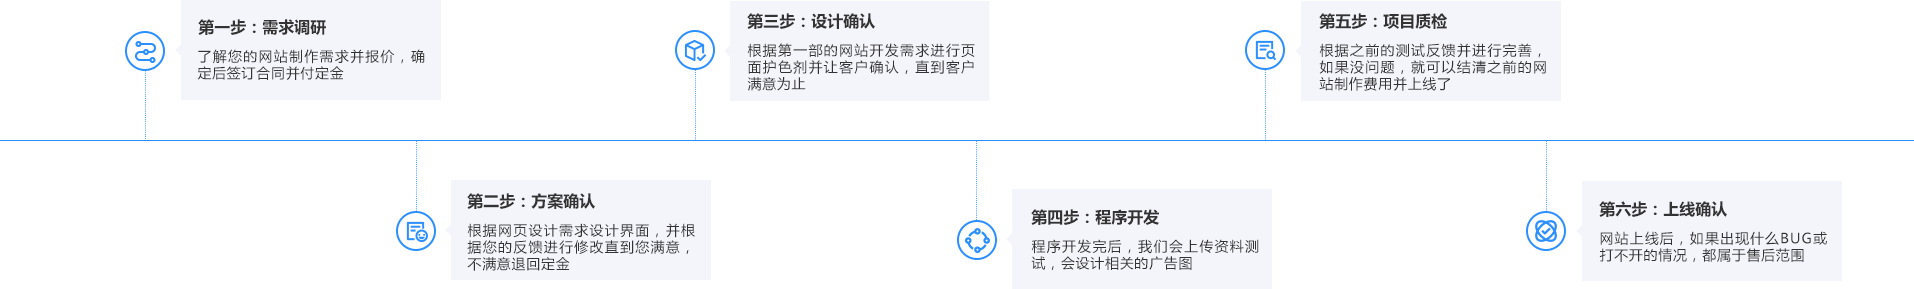 第一步：需求调研
了解您的网站制作需求并报价，确
定后签订合同并付定金
第二步：方案确认
根据网页设计需求设计界面，并根
据您的反馈进行修改直到您满意，
不满意退回定金
第三步：设计确认
根据第一部的网站开发需求进行页
面护色剂并让客户确认，直到客户
满意为止
第四步：程序开发
程序开发完后，我们会上传资料测
试，会设计相关的广告图
第五步：项目质检
根据之前的测试反馈并进行完善，
如果没问题，就可以结清之前的网
站制作费用并上线了
第六步：上线确认
网站上线后，如果出现什么BUG或
打不开的情况，都属于售后范围